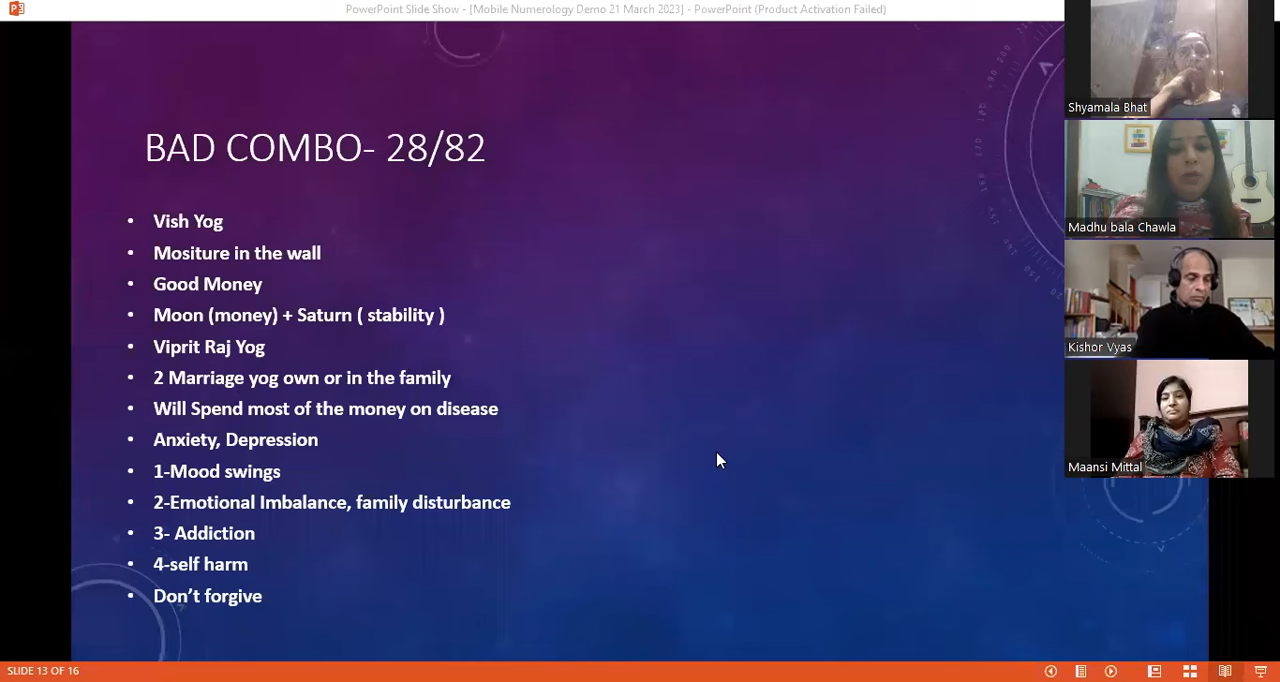 PowerPoint Slide Show - [Mobile Numerology Demo 21 March 2023] - PowerPoint (Product Activation Failed)
BAD COMBO- 28/82
• Vish Yog
• Mositure in the wall
• Good Money
• Moon (money) + Saturn ( stability )
• Viprit Raj Yog
• 2 Marriage yog own or in the family
• Will Spend most of the money on disease
• Anxiety, Depression
• 1-Mood swings
• 2-Emotional Imbalance, family disturbance
• 3- Addiction
• 4-self harm
• Don’t forgive
Shyamala Bhat
Madhu bala Chawla
Kishor Vyas
Maansi Mittal
SLIDE 13 OF 16